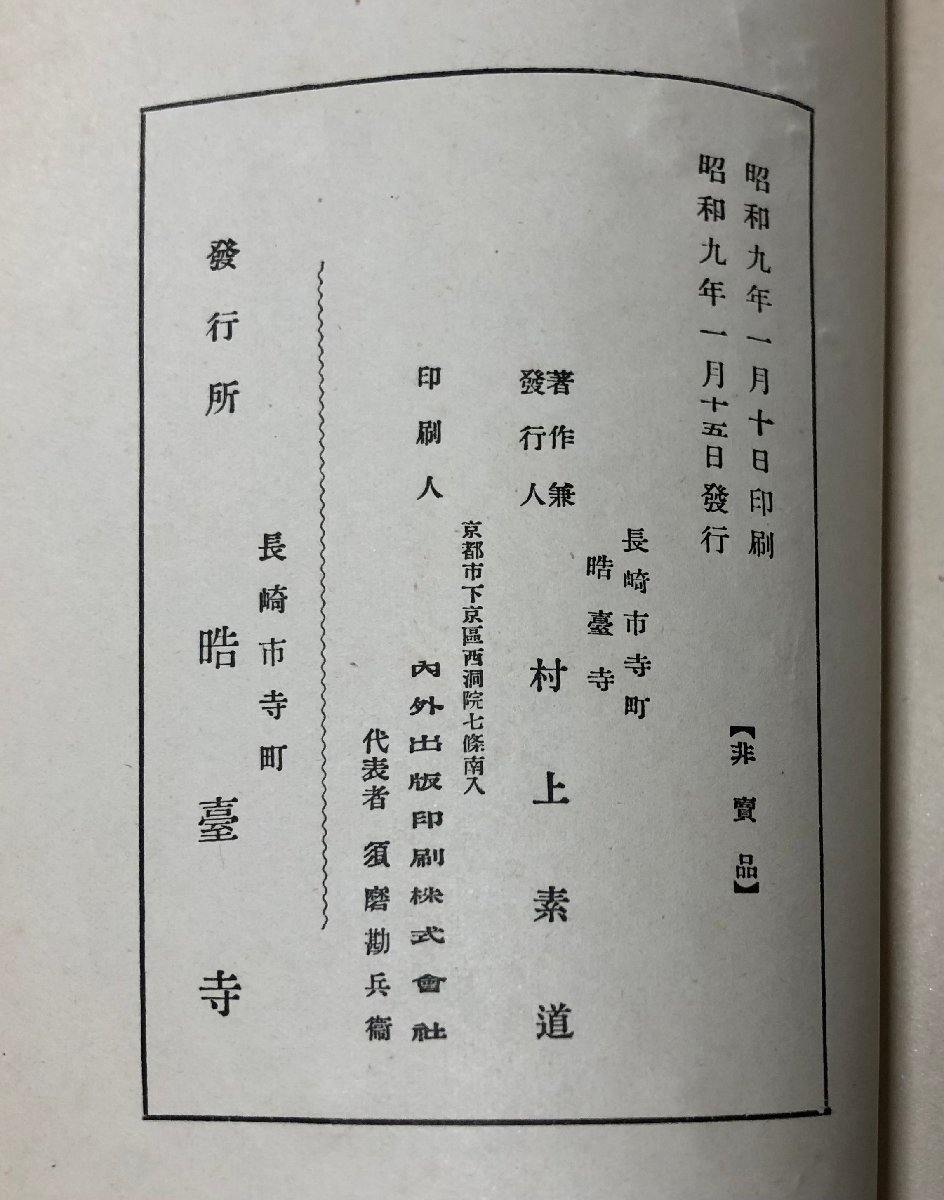 昭和九年一月十日印刷
昭和九年一月十五日發行
【非賣品】
長崎市寺町
晧臺寺
著作兼
發行人
村上素道
京都市下京區西洞院七條南入
印刷人
內外出版印刷株式會社
代表者 須磨勘兵衞
長崎市寺町
發行所
晧臺寺